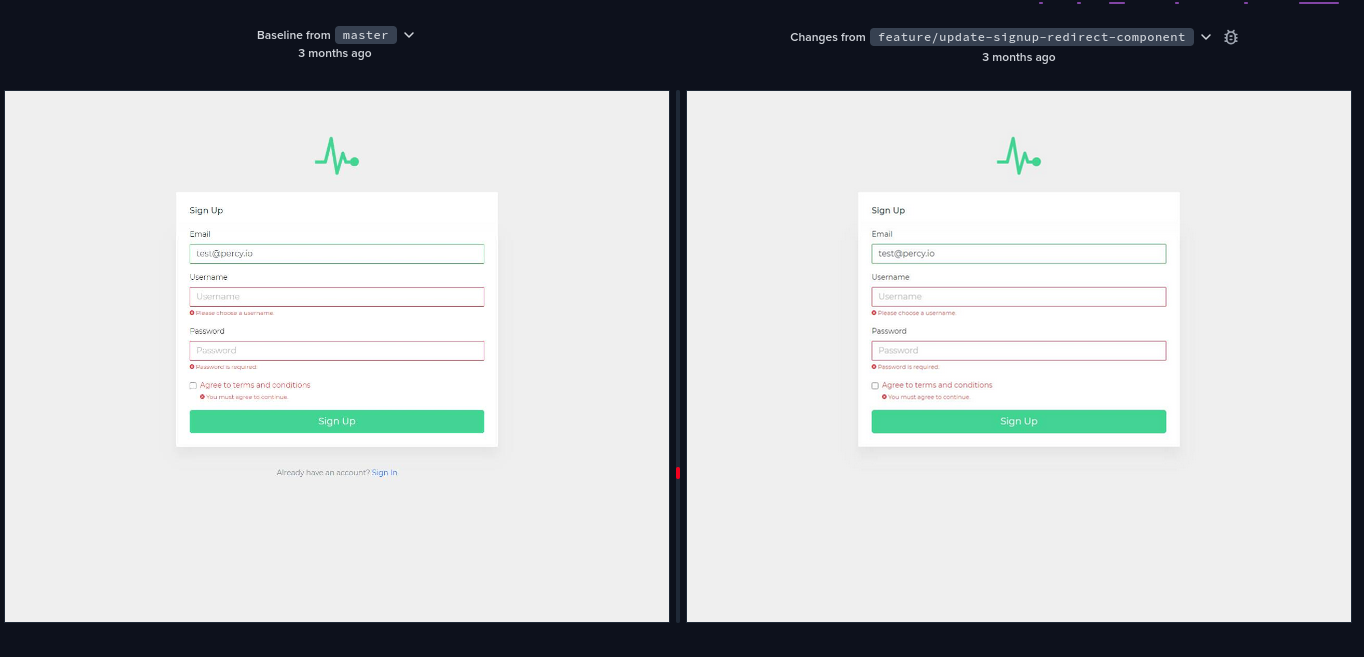 Baseline from master
3 months ago
Changes from feature/update-signup-redirect-component
3 months ago
Sign Up
Email
test@percy.io
Username
Username
Please choose a username.
Password
Password
Password is required.
Agree to terms and conditions
You must agree to continue.
Sign Up
Already have an account? Sign In
Sign Up
Email
test@percy.io
Username
Username
Please choose a username.
Password
Password
Password is required.
Agree to terms and conditions
You must agree to continue.
Sign Up